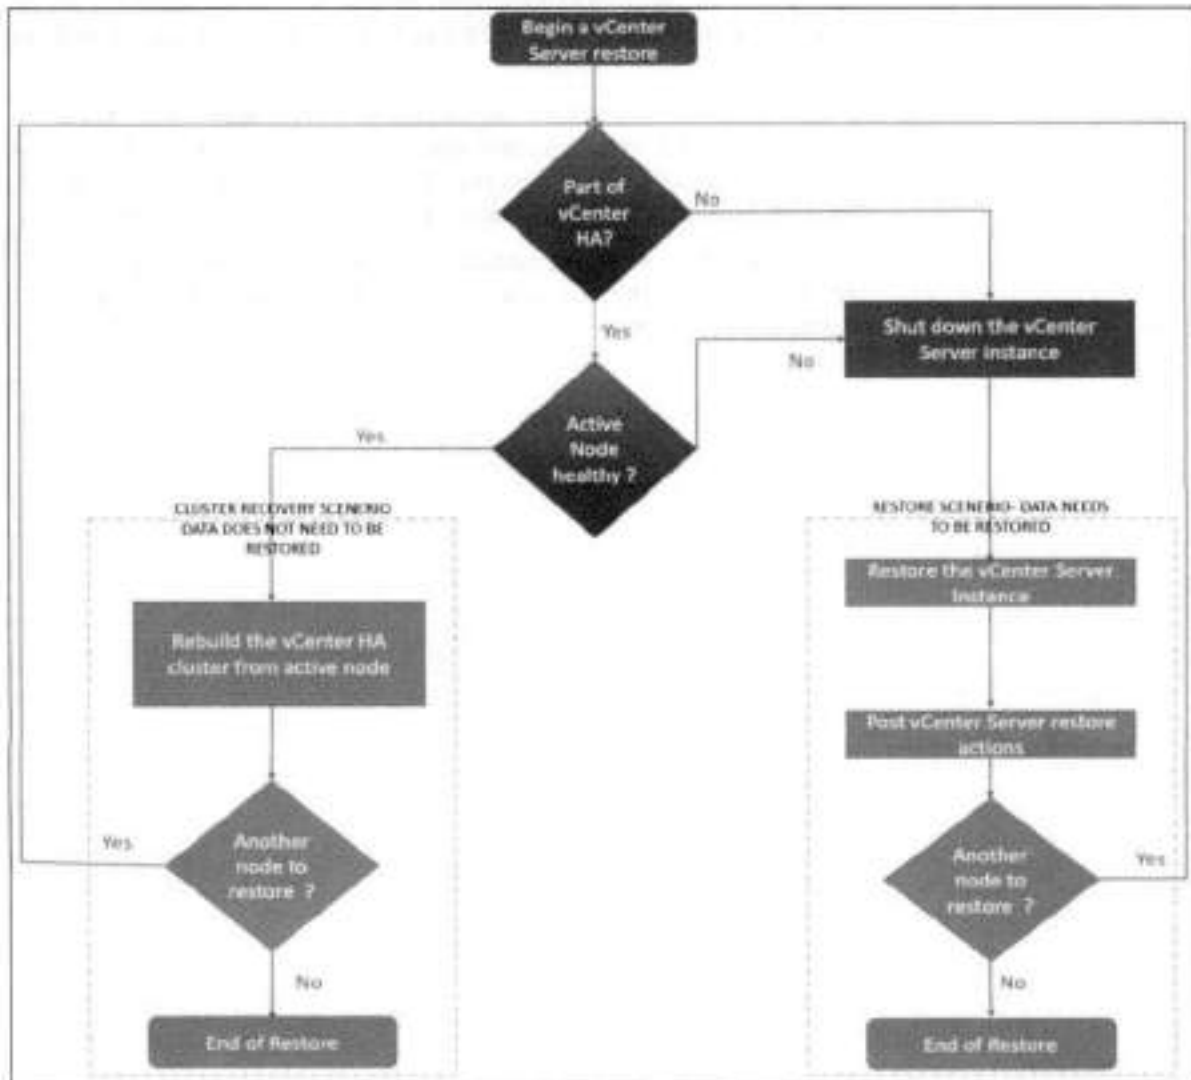 Begin a vCenter
Server restore
Part of
vCenter
HA?
No
Yes
Shut down the vCenter
Server instance
No
Active
Node
healthy ?
Yes
CLUSTER RECOVERY SCENERIO
DATA DOES NOT NEED TO BE
RESTORED
RESTORE SCENERIO- DATA NEEDS
TO BE RESTORED
Restore the vCenter Server
Instance
Rebuild the vCenter HA
cluster from active node
Post vCenter Server restore
actions
Another
node to
restore ?
Yes
Another
node to
restore ?
Yes
No
No
End of Restore
End of Restore